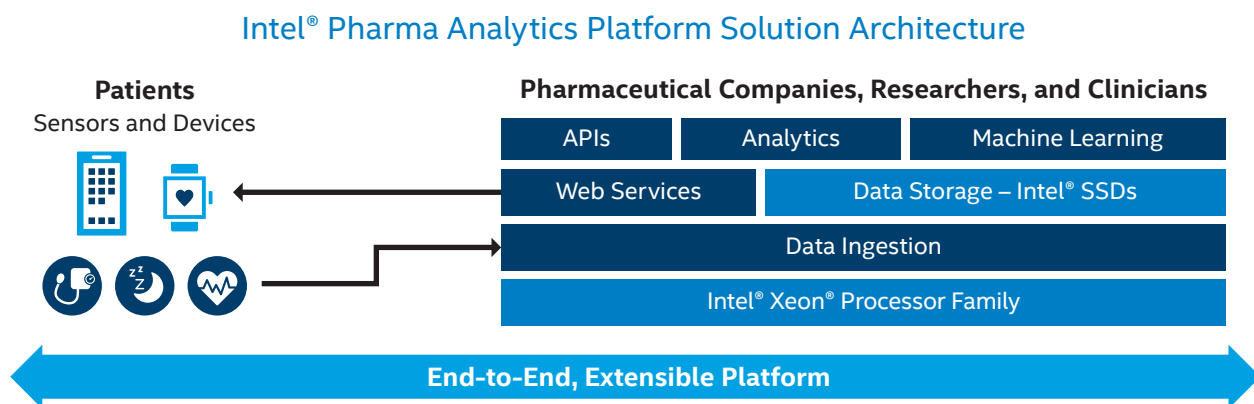 Intel® Pharma Analytics Platform Solution Architecture
Patients
Sensors and Devices
Pharmaceutical Companies, Researchers, and Clinicians
APIs
Analytics
Machine Learning
Web Services
Data Storage – Intel® SSDs
Data Ingestion
z z
Z
Intel® Xeon® Processor Family
End-to-End, Extensible Platform